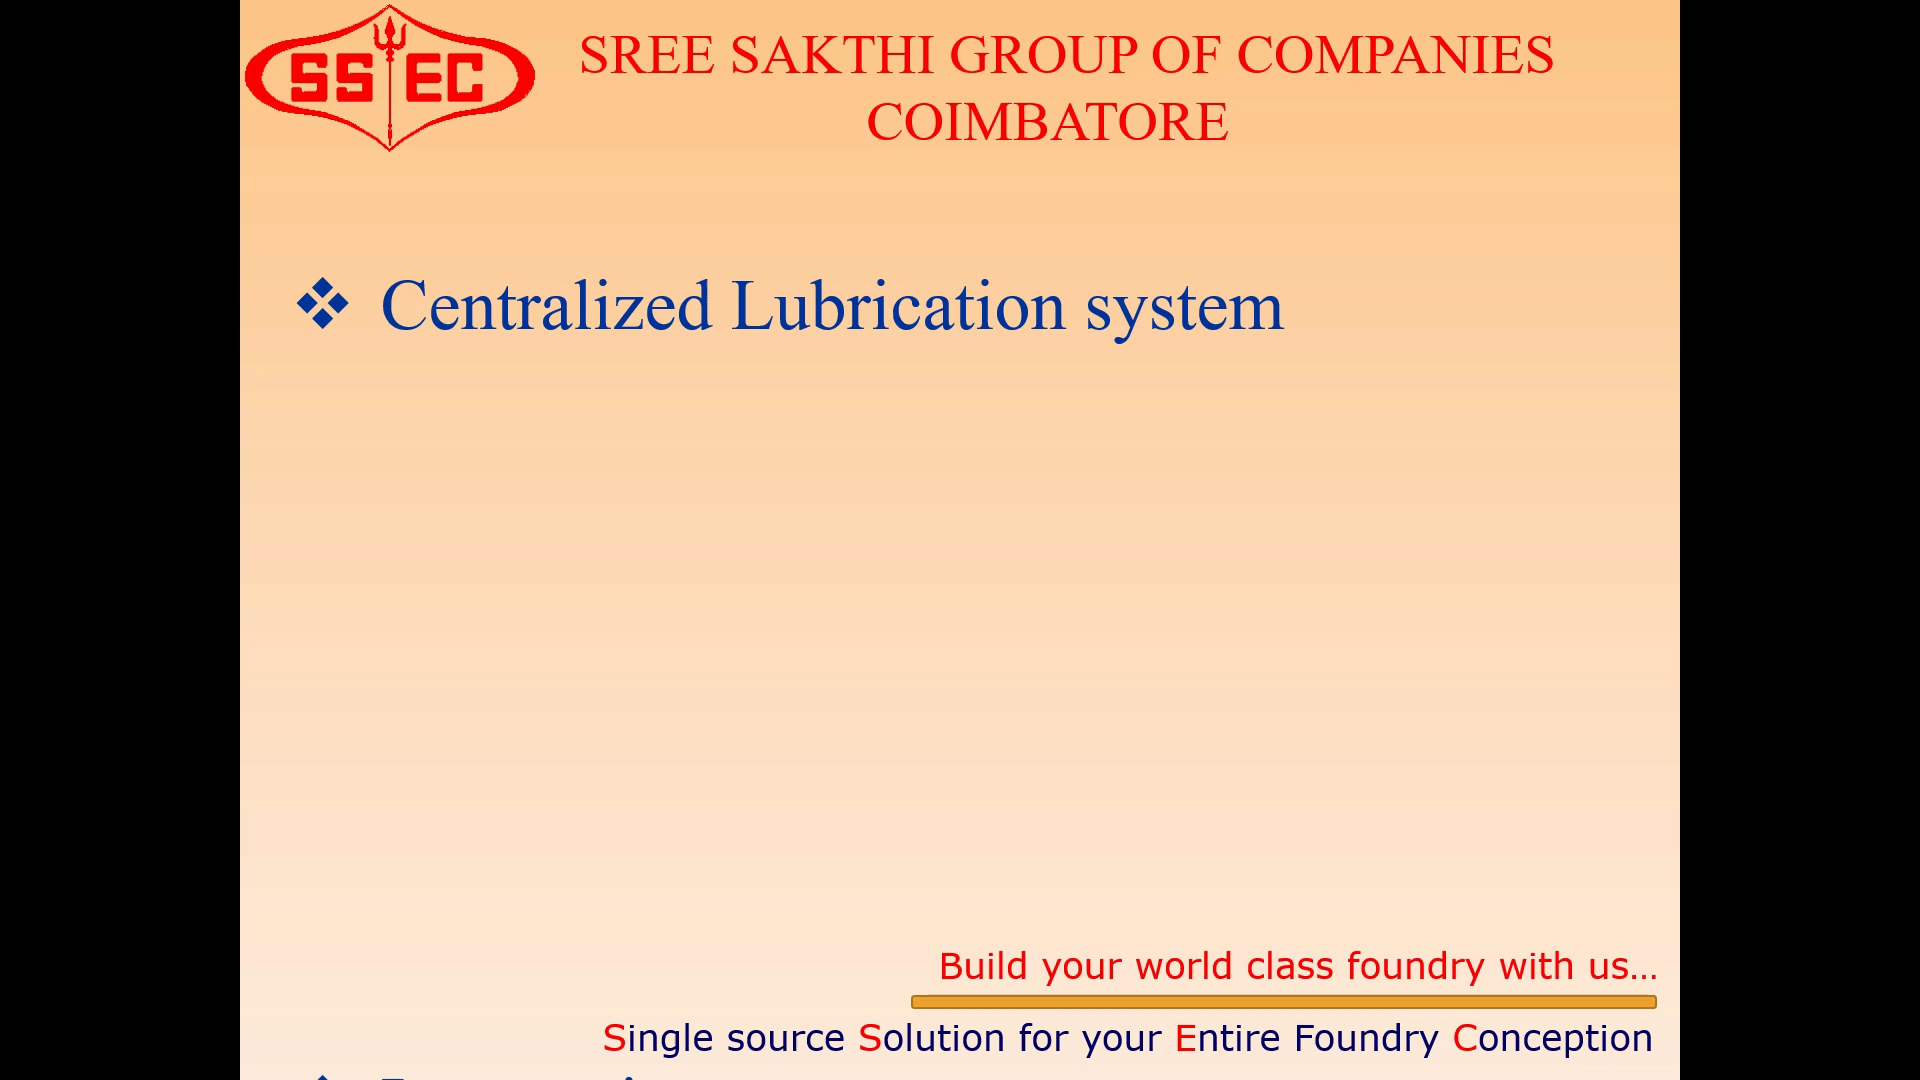 SSEC
SREE SAKTHI GROUP OF COMPANIES
COIMBATORE
❖ Centralized Lubrication system
Build your world class foundry with us...
Single source Solution for your Entire Foundry Conception